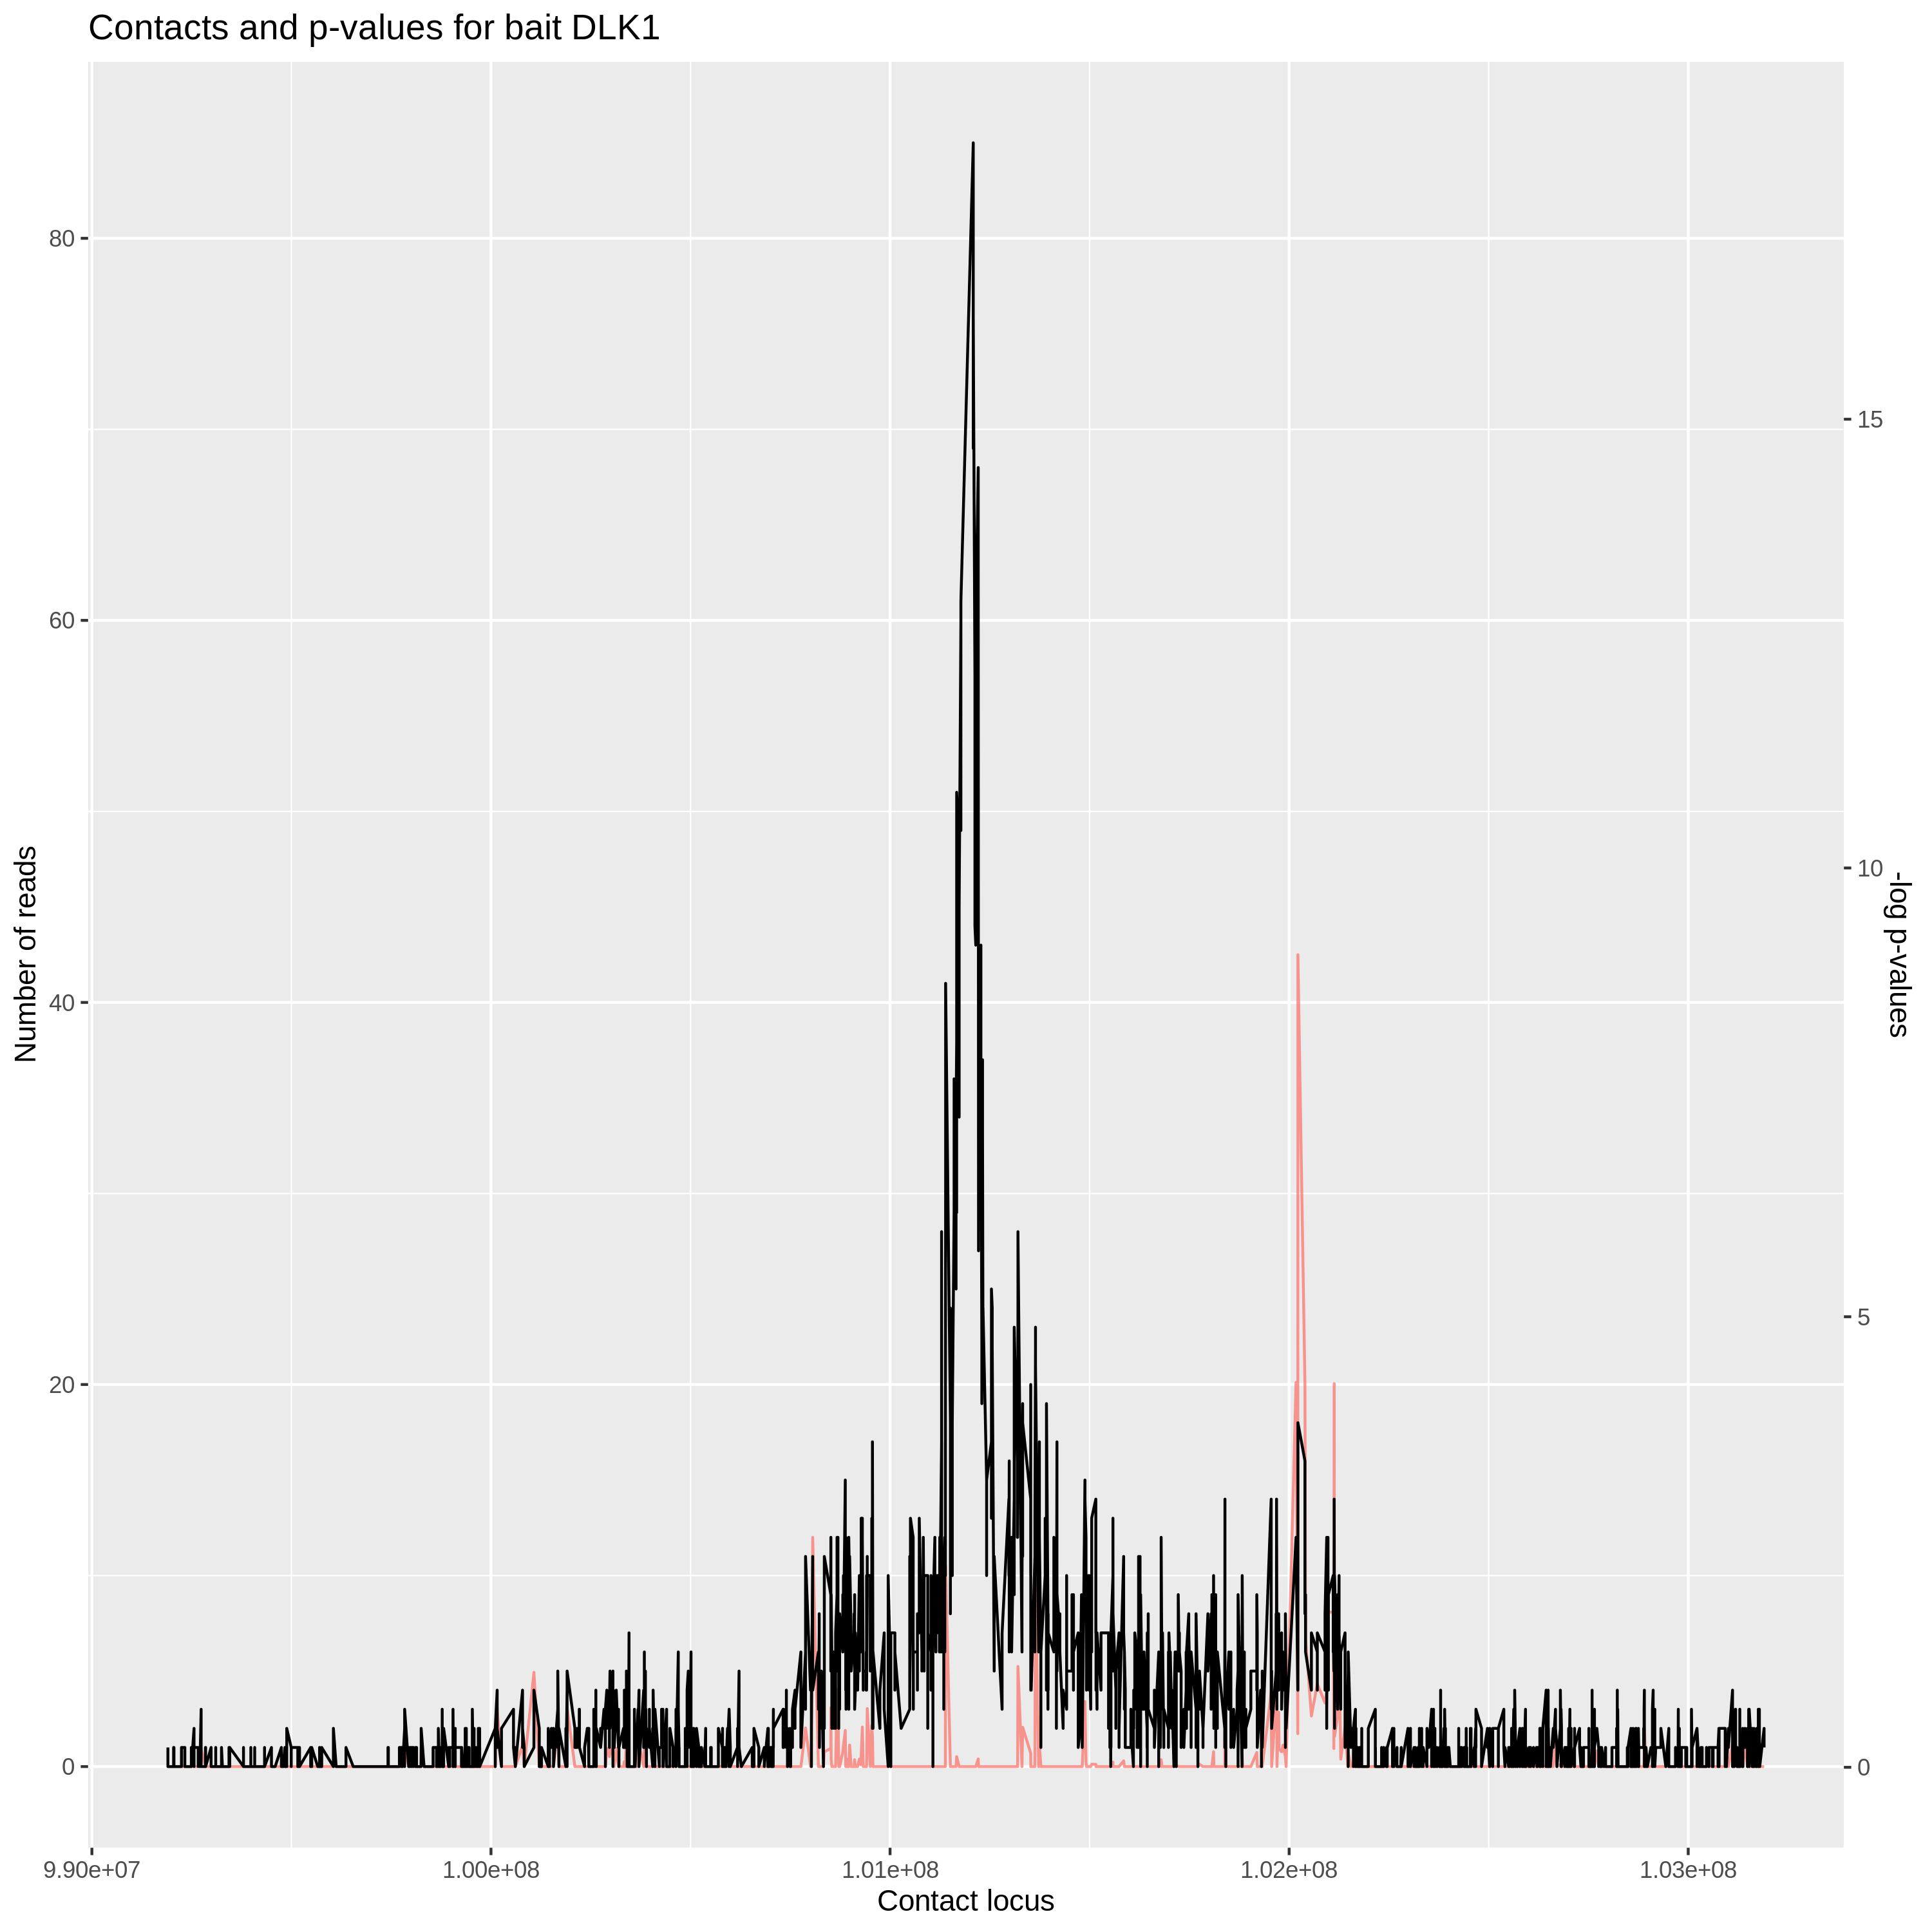 Contacts and p-values for bait DLK1
Number of reads
80
60
40
20
0
15
10
5
0
-log p-values
9.90e+07
1.00e+08
1.01e+08
1.02e+08
1.03e+08
Contact locus